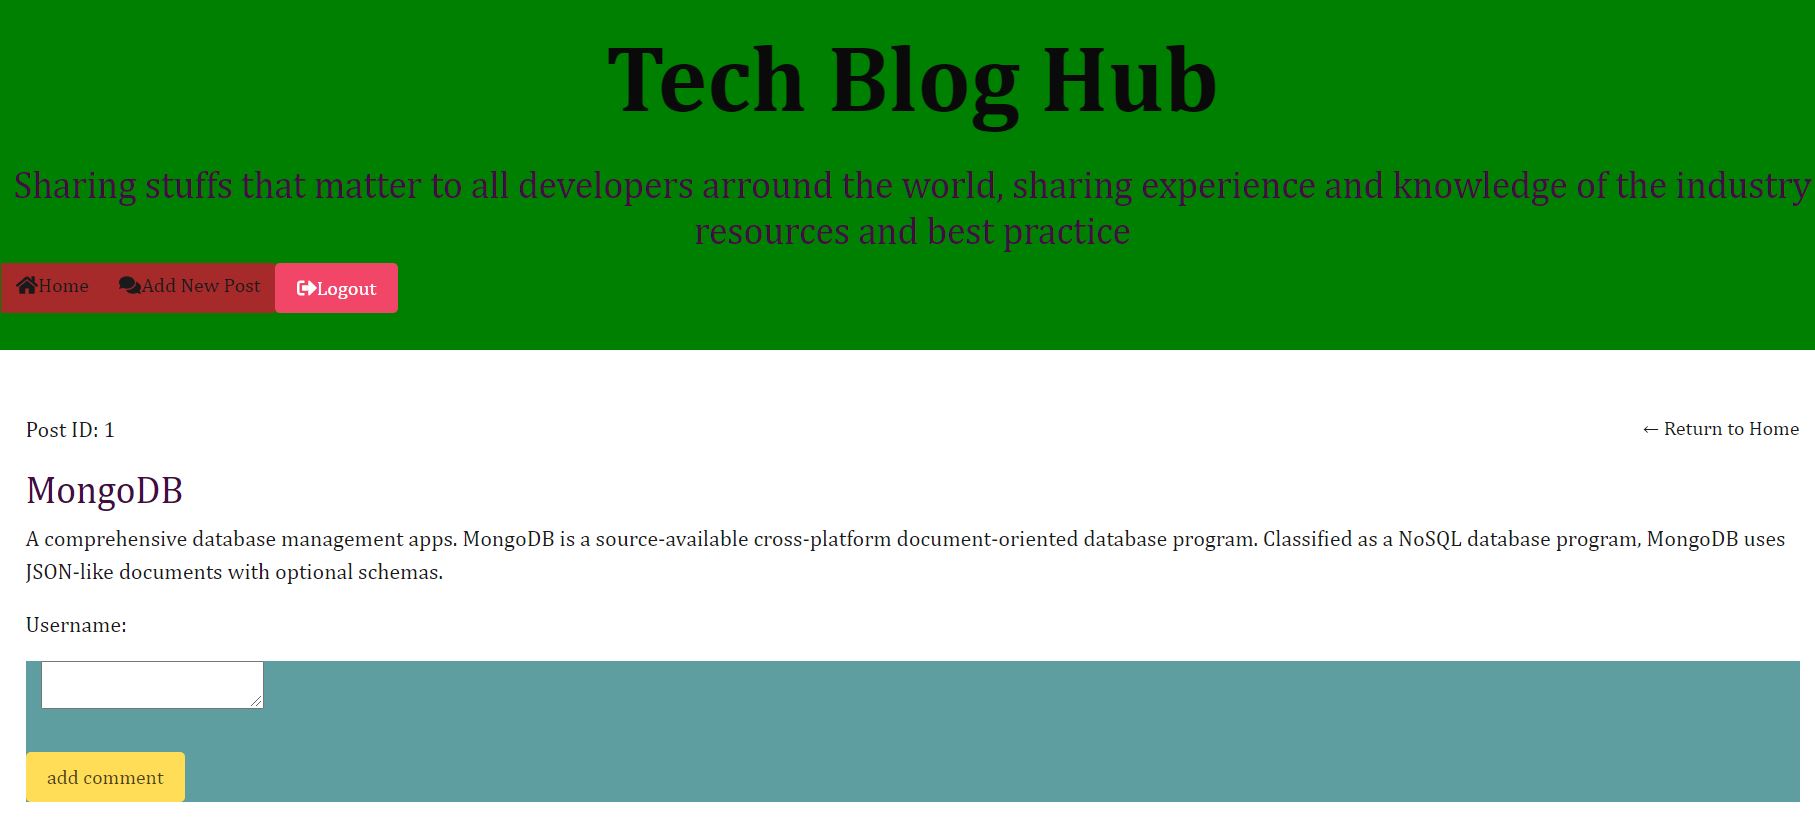 Tech Blog Hub
Sharing stuffs that matter to all developers arround the world, sharing experience and knowledge of the industry
resources and best practice
Home Add New Post Logout
Post ID: 1 ← Return to Home
MongoDB
A comprehensive database management apps. MongoDB is a source-available cross-platform document-oriented database program. Classified as a NoSQL database program, MongoDB uses
JSON-like documents with optional schemas.
Username:
add comment